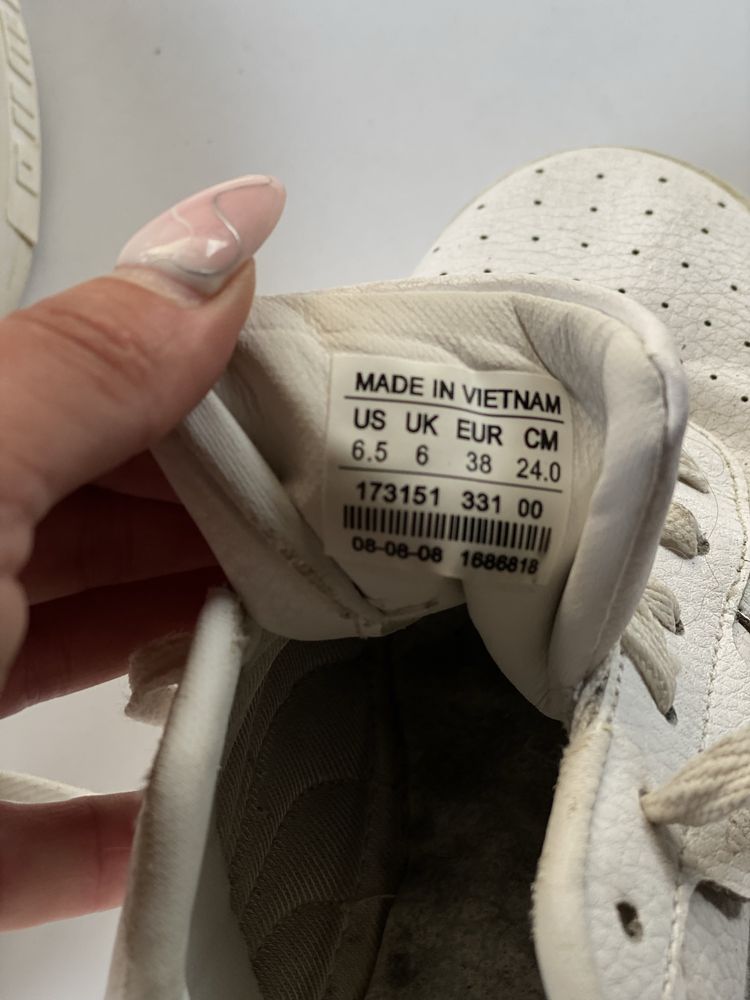 MADE IN VIETNAM
US UK EUR CM
6.5 6 38 24.0
173151 331 00
08-08-08 1686818